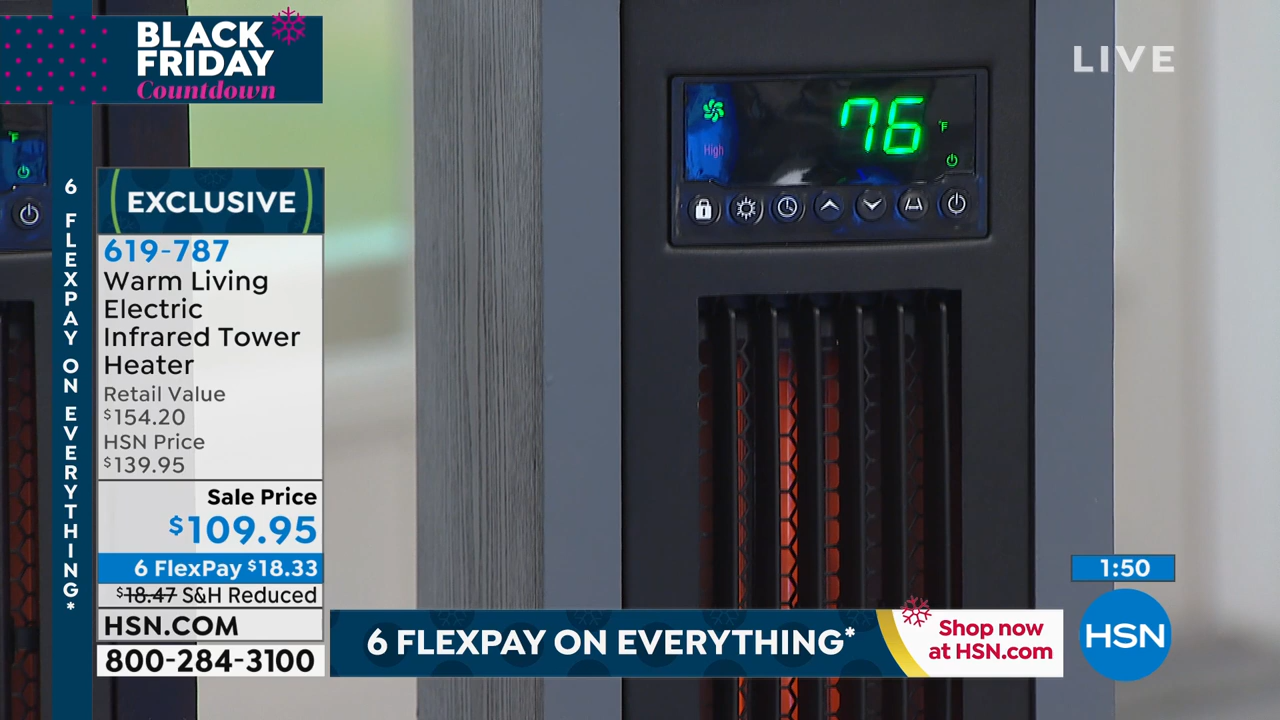 BLACK
FRIDAY
Countdown
LIVE
6 FLEXPAY ON EVERYTHING*
EXCLUSIVE
619-787
Warm Living
Electric
Infrared Tower
Heater
Retail Value
$154.20
HSN Price
$139.95
Sale Price
$109.95
6 FlexPay $18.33
$18.47 S&H Reduced
HSN.COM
800-284-3100
76
°F
High
°F
6 FLEXPAY ON EVERYTHING*
Shop now
at HSN.com
1:50
HSN